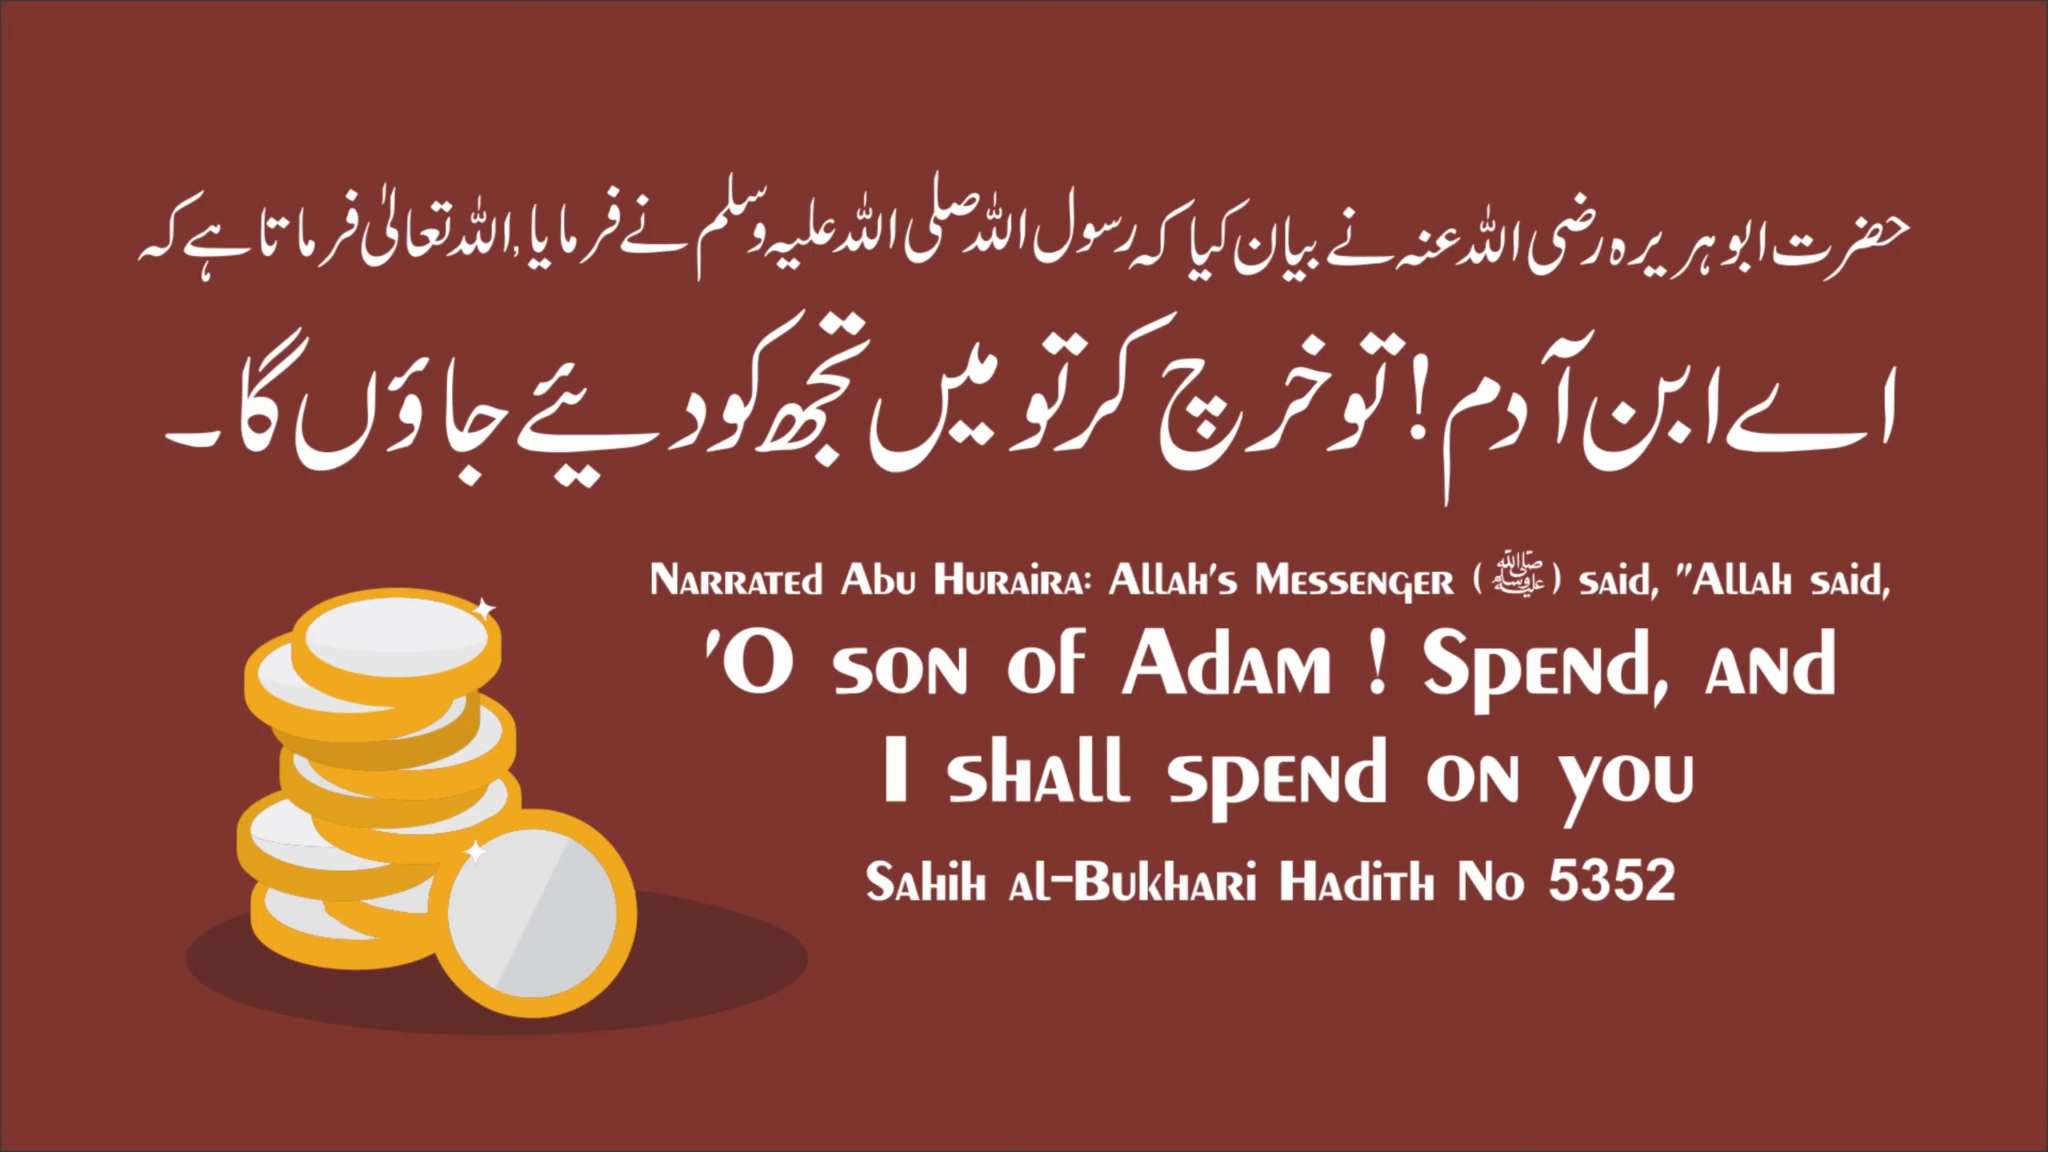 حضرت ابو ہریرہ رضی اللہ عنہ نے بیان کیا کہ رسول اللہ صلی اللہ علیہ وسلم نے فرمایا, اللہ تعالیٰ فرماتا ہے کہ
اے ابن آدم! تو خرچ کر تو میں تجھ کو دیئے جاؤں گا۔
Narrated Abu Huraira: Allah's Messenger (ﷺ) said, "Allah said,
'O son of Adam ! Spend, and
I shall spend on you
Sahih al-Bukhari Hadith No 5352